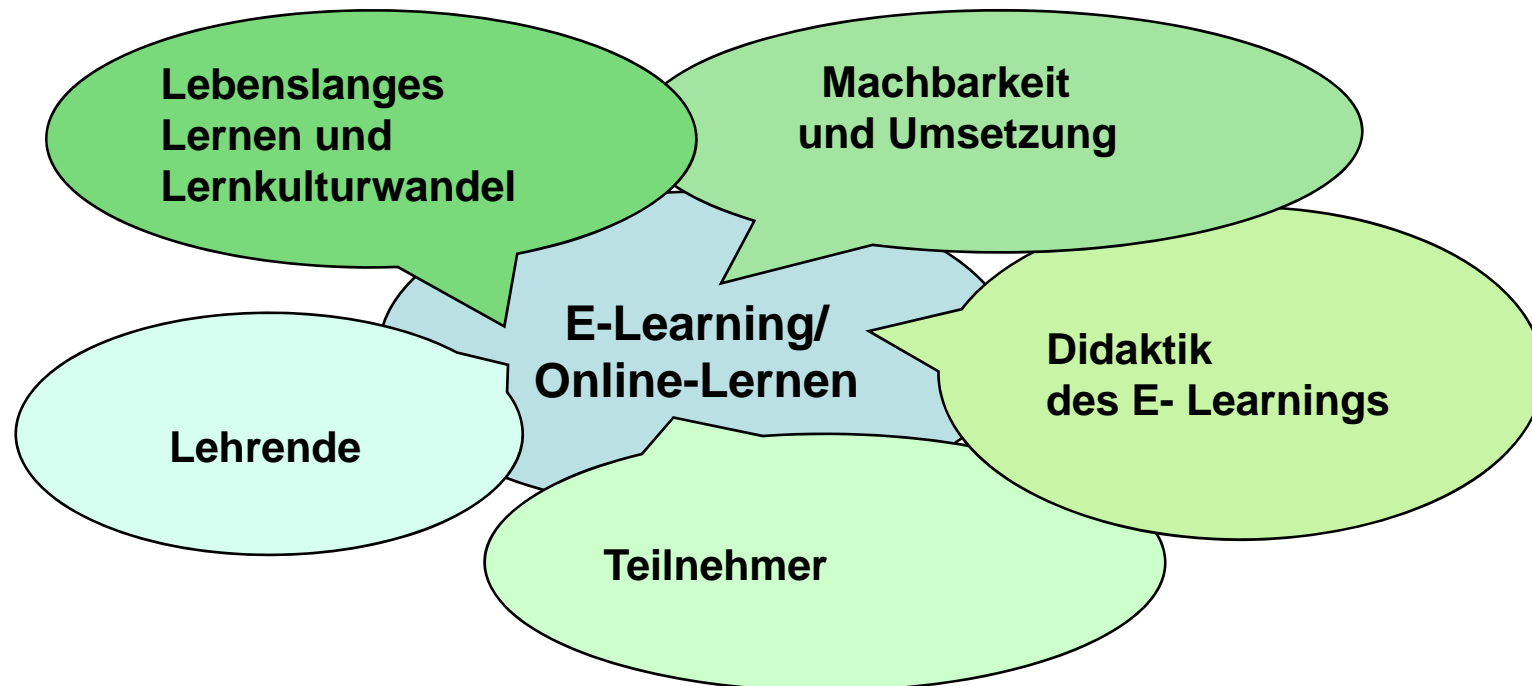 Lebenslanges
Lernen und
Lernkulturwandel
Machbarkeit
und Umsetzung
E-Learning/
Online-Lernen
Didaktik
des E- Learnings
Lehrende
Teilnehmer